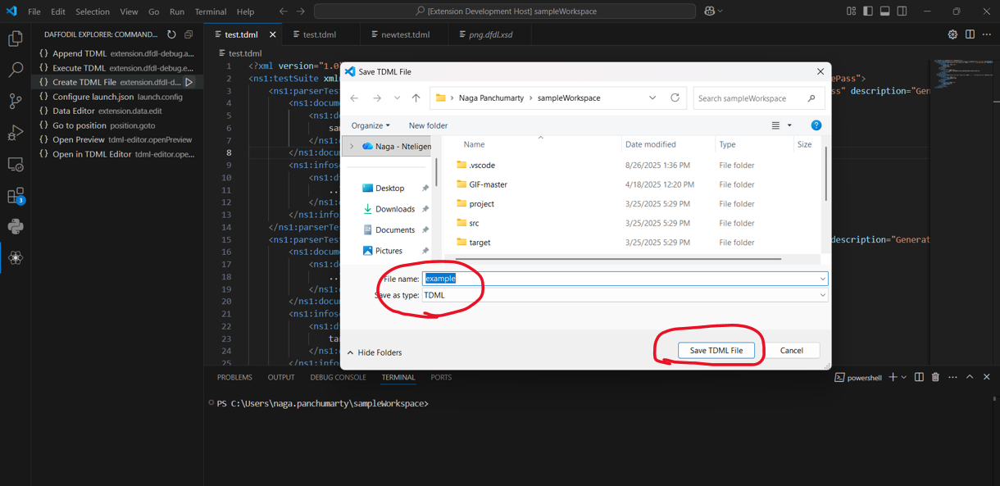 File Edit Selection View Go Run Terminal Help
[Extension Development Host] sampleWorkspace
DAFFODIL EXPLORER: COMMAND...
Append TDML extension.dfdl-debug.a...
Execute TDML extension.dfdl-debug.e...
Create TDML File extension.dfdl-d...
Configure launch.json launch.config
Data Editor extension.data.edit
Go to position position.goto
Open Preview tdml-editor.openPreview
Open in TDML Editor tdml-editor.ope...
3
test.tdml
test.tdml
newtest.tdml
png.dfdl.xsd
test.tdml
1 <?xml version="1.0
2 <ns1:testSuite xml
ePass">
3 <ns1:parserTes
ss" description="Gen
4 <ns1:docume
5 <ns1:do
6 sa
7 </ns1:
8 </ns1:docum
9 <ns1:infose
10 <ns1:d
11 ..
12 </ns1:
13 </ns1:info
14 </ns1:parserTe
15 <ns1:parserTes
description="Generat
16 <ns1:docume
17 <ns1:do
18 ..
19 </ns1:
20 </ns1:docum
21 <ns1:infose
22 <ns1:d
23 ta
24 </ns1:
25 </ns1:info
Save TDML File
Naga Panchumarty > sampleWorkspace
Search sampleWorkspace
Organize
New folder
Naga - Nteligen
Desktop
Downloads
Documents
Pictures
Name Date modified Type Size
.vscode 8/26/2025 1:36 PM File folder
GIF-master 4/18/2025 12:20 PM File folder
project 3/25/2025 5:29 PM File folder
src 3/25/2025 5:29 PM File folder
target 3/25/2025 5:29 PM File folder
File name: example
Save as type: TDML
Hide Folders
Save TDML File
Cancel
PROBLEMS OUTPUT DEBUG CONSOLE TERMINAL PORTS
powershell
PS C:\Users\naga.panchumarty\sampleWorkspace>